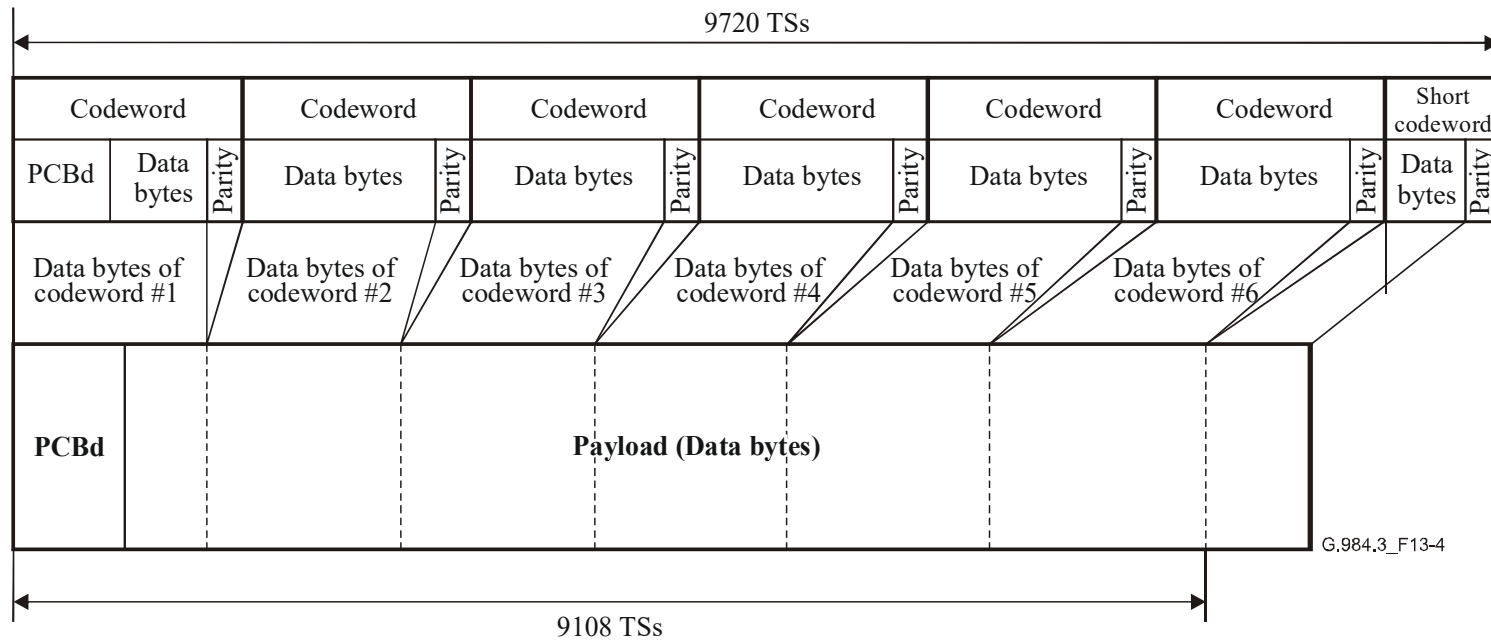 9720 TSs
Codeword
Codeword
Codeword
Codeword
Codeword
Codeword
Short
codeword
PCBd
Data
bytes
Parity
Data bytes
Parity
Data bytes
Parity
Data bytes
Parity
Data bytes
Parity
Data bytes
Parity
Data
bytes
Parity
Data bytes of
codeword #1
Data bytes of
codeword #2
Data bytes of
codeword #3
Data bytes of
codeword #4
Data bytes of
codeword #5
Data bytes of
codeword #6
PCBd
Payload (Data bytes)
G.984.3_F13-4
9108 TSs